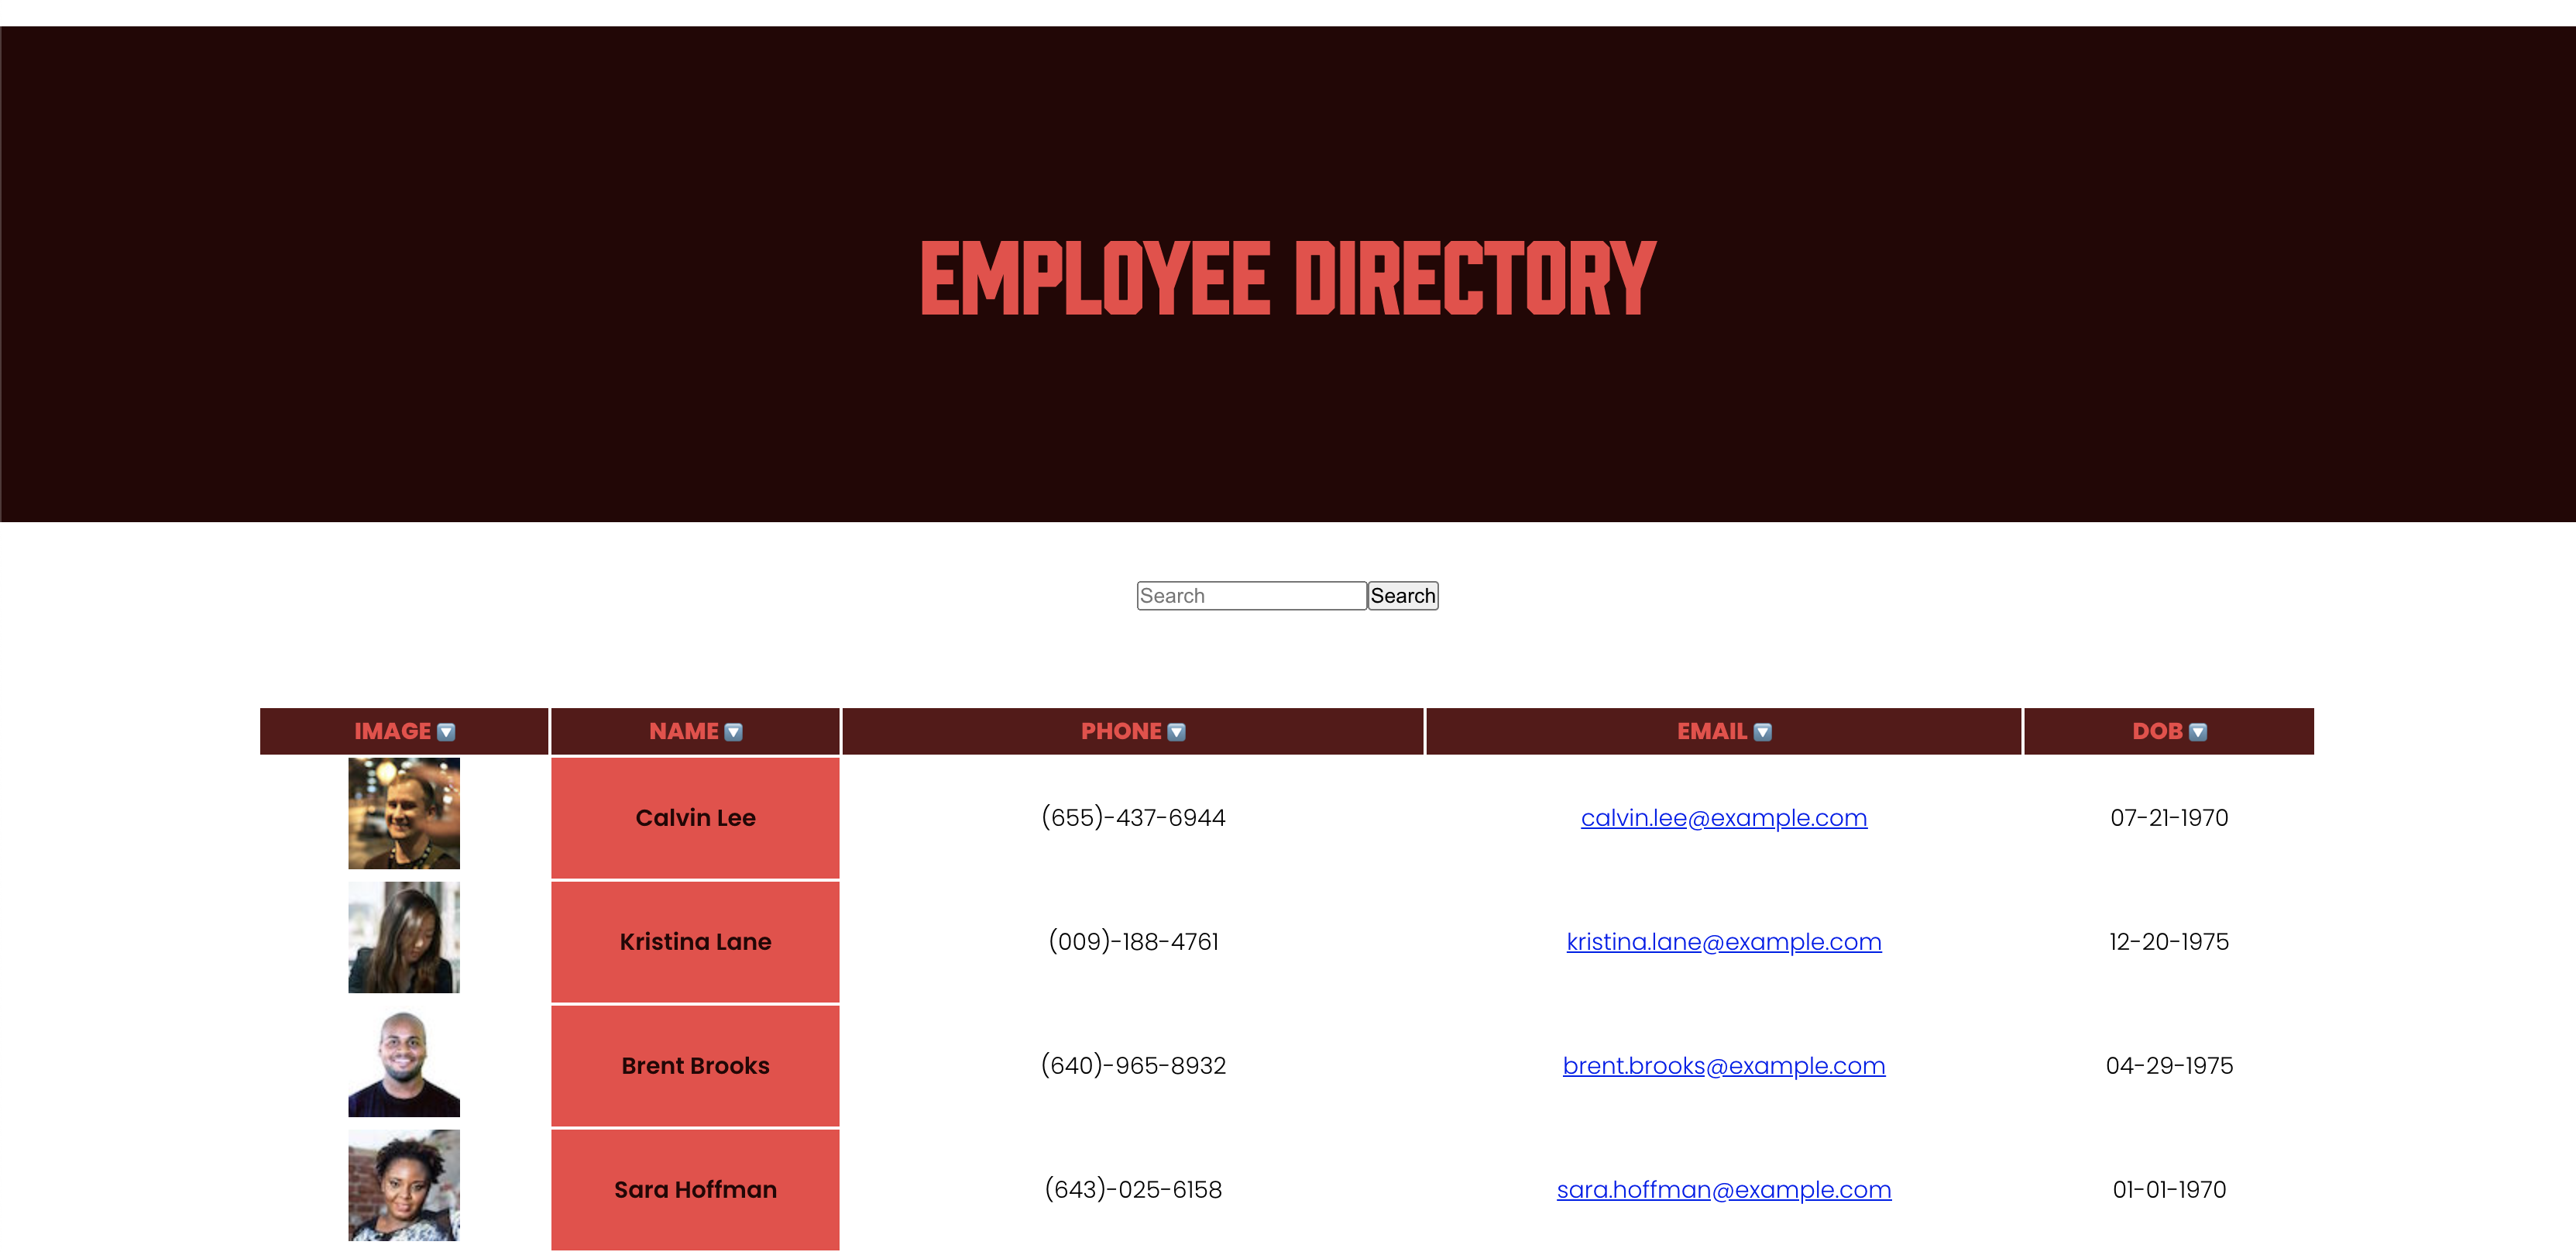 EMPLOYEE DIRECTORY
Search Search
IMAGE NAME PHONE EMAIL DOB
Calvin Lee (655)-437-6944 calvin.lee@example.com 07-21-1970
Kristina Lane (009)-188-4761 kristina.lane@example.com 12-20-1975
Brent Brooks (640)-965-8932 brent.brooks@example.com 04-29-1975
Sara Hoffman (643)-025-6158 sara.hoffman@example.com 01-01-1970